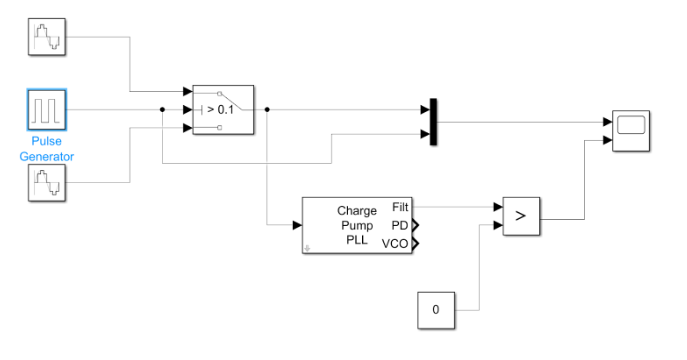 > 0.1
Pulse
Generator
Charge
Pump
PLL
Filt
PD
VCO
>
0